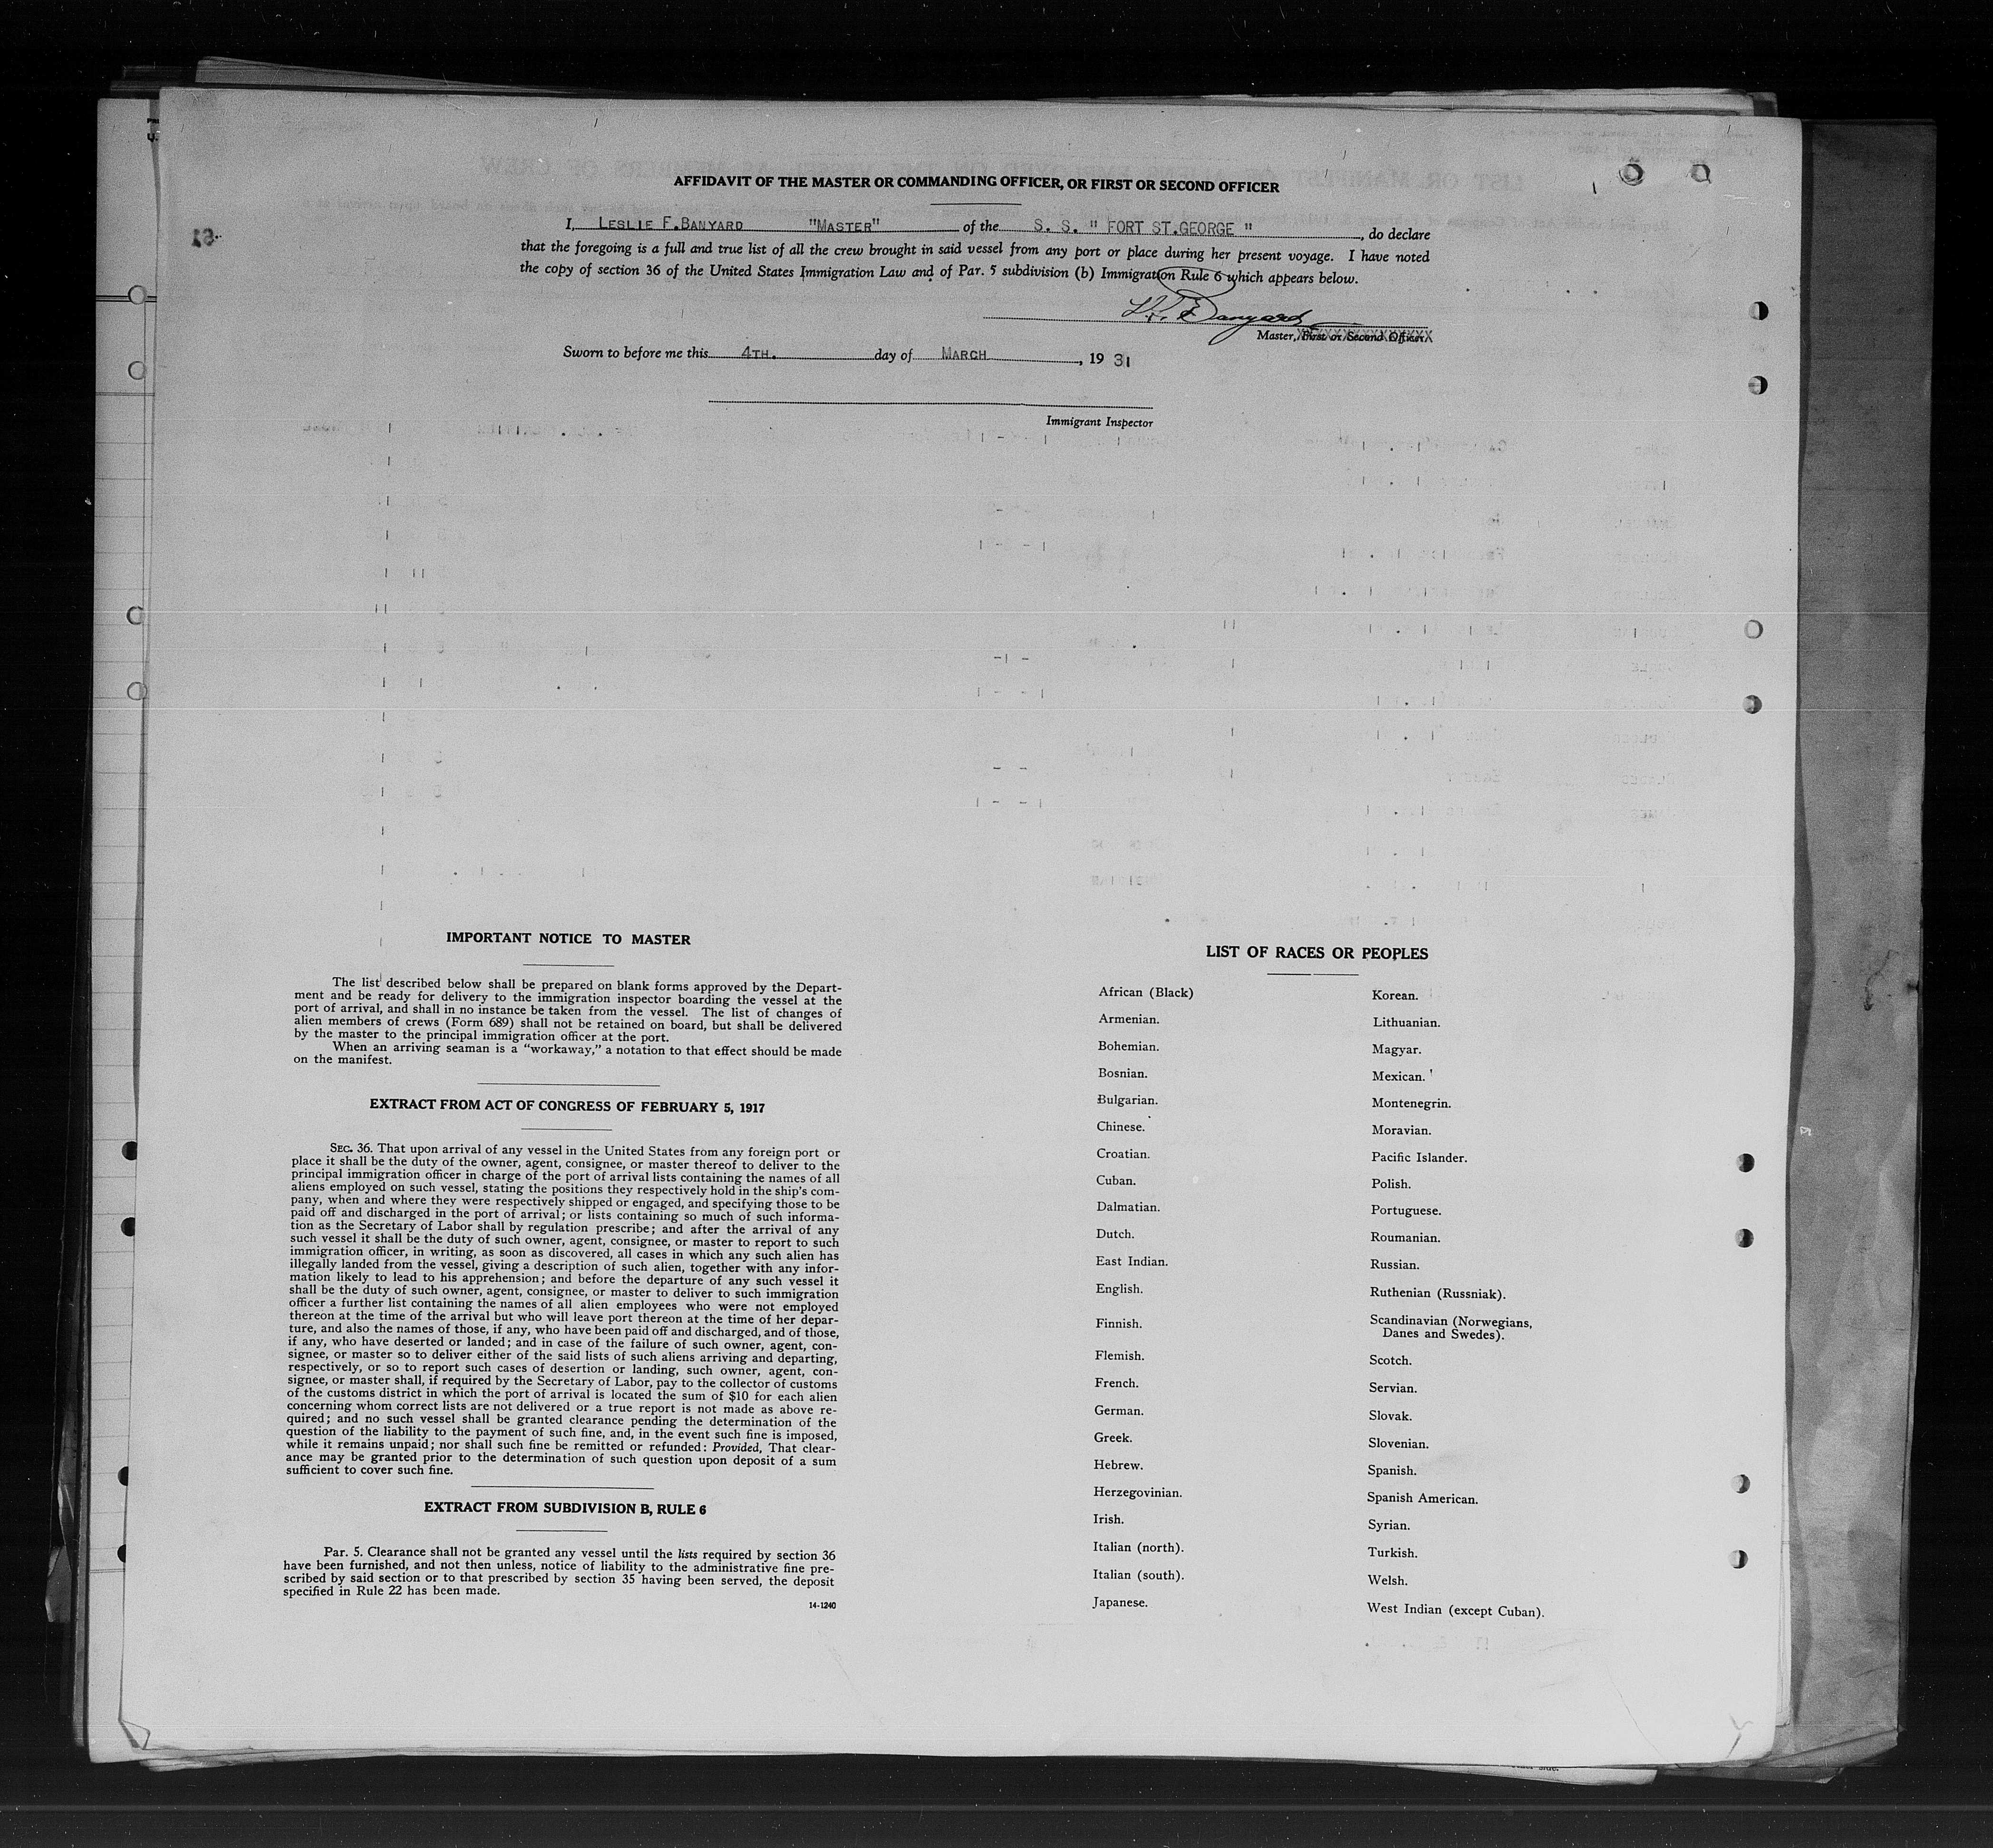 AFFIDAVIT OF THE MASTER OR COMMANDING OFFICER, OR FIRST OR SECOND OFFICER
I, LESLIE F.BANYARD "MASTER" of the S. S. " FORT ST.GEORGE ", do declare
that the foregoing is a full and true list of all the crew brought in said vessel from any port or place during her present voyage. I have noted
the copy of section 36 of the United States Immigration Law and of Par. 5 subdivision (b) Immigration Rule 6 which appears below.
Banyard
Master, First or Second Officer
Sworn to before me this 4TH. day of MARCH, 19 31
Immigrant Inspector
IMPORTANT NOTICE TO MASTER
The list described below shall be prepared on blank forms approved by the Depart-
ment and be ready for delivery to the immigration inspector boarding the vessel at the
port of arrival, and shall in no instance be taken from the vessel. The list of changes of
alien members of crews (Form 689) shall not be retained on board, but shall be delivered
by the master to the principal immigration officer at the port.
When an arriving seaman is a "workaway," a notation to that effect should be made
on the manifest.
EXTRACT FROM ACT OF CONGRESS OF FEBRUARY 5, 1917
SEC. 36. That upon arrival of any vessel in the United States from any foreign port or
place it shall be the duty of the owner, agent, consignee, or master thereof to deliver to the
principal immigration officer in charge of the port of arrival lists containing the names of all
aliens employed on such vessel, stating the positions they respectively hold in the ship's com-
pany, when and where they were respectively shipped or engaged, and specifying those to be
paid off and discharged in the port of arrival; or lists containing so much of such informa-
tion as the Secretary of Labor shall by regulation prescribe; and after the arrival of any
such vessel it shall be the duty of such owner, agent, consignee, or master to report to such
immigration officer, in writing, as soon as discovered, all cases in which any such alien has
illegally landed from the vessel, giving a description of such alien, together with any infor-
mation likely to lead to his apprehension; and before the departure of any such vessel it
shall be the duty of such owner, agent, consignee, or master to deliver to such immigration
officer a further list containing the names of all alien employees who were not employed
thereon at the time of the arrival but who will leave port thereon at the time of her depar-
ture, and also the names of those, if any, who have been paid off and discharged, and of those,
if any, who have deserted or landed; and in case of the failure of such owner, agent, con-
signee, or master so to deliver either of the said lists of such aliens arriving and departing,
respectively, or so to report such cases of desertion or landing, such owner, agent, con-
signee, or master shall, if required by the Secretary of Labor, pay to the collector of customs
of the customs district in which the port of arrival is located the sum of $10 for each alien
concerning whom correct lists are not delivered or a true report is not made as above re-
quired; and no such vessel shall be granted clearance pending the determination of the
question of the liability to the payment of such fine, and, in the event such fine is imposed,
while it remains unpaid; nor shall such fine be remitted or refunded: Provided, That clear-
ance may be granted prior to the determination of such question upon deposit of a sum
sufficient to cover such fine.
EXTRACT FROM SUBDIVISION B, RULE 6
Par. 5. Clearance shall not be granted any vessel until the lists required by section 36
have been furnished, and not then unless, notice of liability to the administrative fine pre-
scribed by said section or to that prescribed by section 35 having been served, the deposit
specified in Rule 22 has been made.
14-1240
LIST OF RACES OR PEOPLES
African (Black)
Armenian.
Bohemian.
Bosnian.
Bulgarian.
Chinese.
Croatian.
Cuban.
Dalmatian.
Dutch.
East Indian.
English.
Finnish.
Flemish.
French.
German.
Greek.
Hebrew.
Herzegovinian.
Irish.
Italian (north).
Italian (south).
Japanese.
Korean.
Lithuanian.
Magyar.
Mexican.
Montenegrin.
Moravian.
Pacific Islander.
Polish.
Portuguese.
Roumanian.
Russian.
Ruthenian (Russniak).
Scandinavian (Norwegians,
Danes and Swedes).
Scotch.
Servian.
Slovak.
Slovenian.
Spanish.
Spanish American.
Syrian.
Turkish.
Welsh.
West Indian (except Cuban).